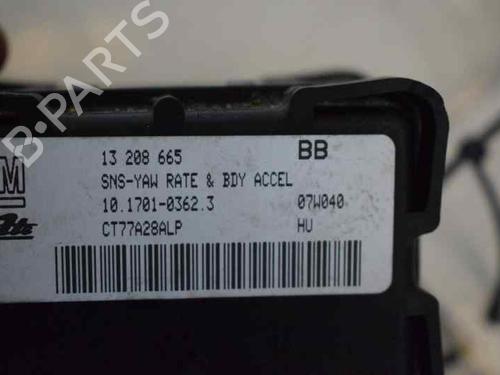 B-PARTS
13 208 665 BB
SNS-YAW RATE & BDY ACCEL
10.1701-0362.3 07W040
CT77A28ALP HU